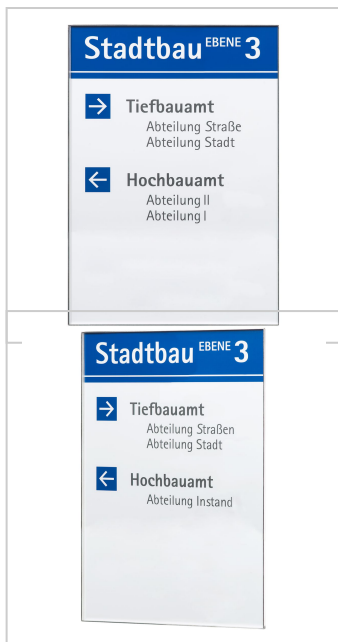 Stadtbau EBENE 3
→ Tiefbauamt
Abteilung Straße
Abteilung Stadt
← Hochbauamt
Abteilung II
Abteilung I
Stadtbau EBENE 3
→ Tiefbauamt
Abteilung Straßen
Abteilung Stadt
← Hochbauamt
Abteilung Instand